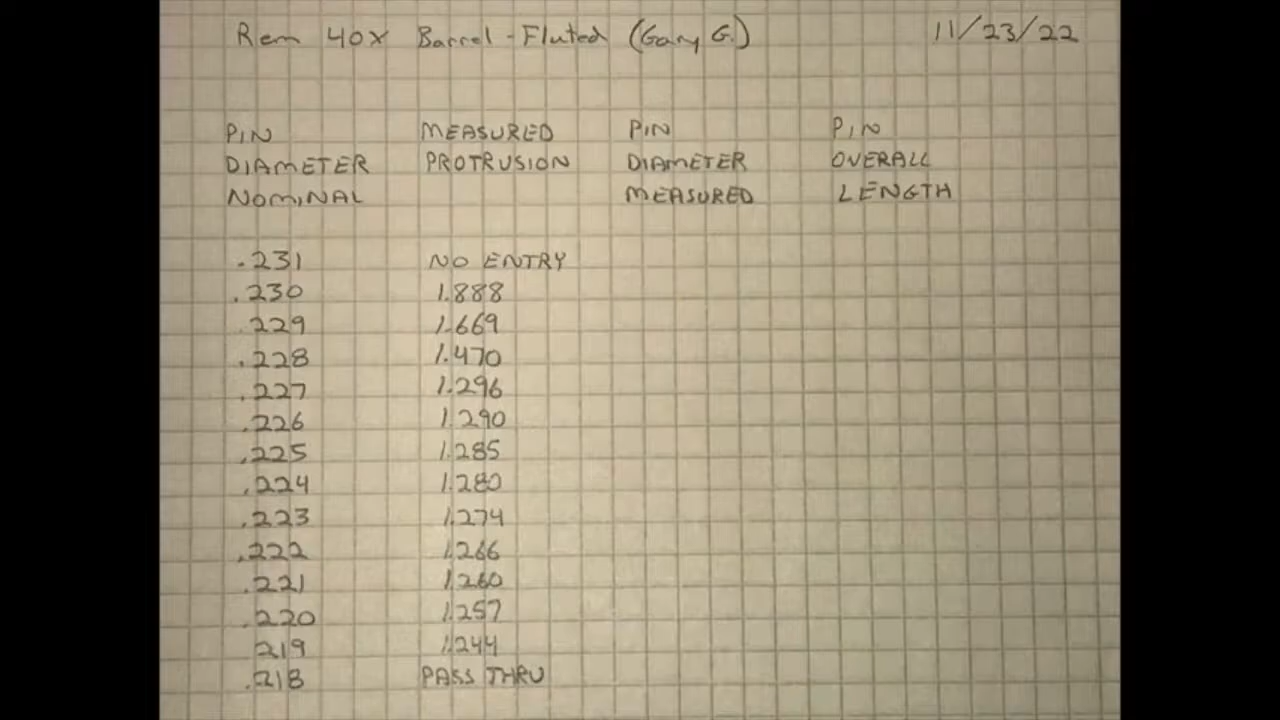 Rem 40X Barrel - Fluted (Gary G.) 11/23/22
PIN MEASURED PIN PIN
DIAMETER PROTRUSION DIAMETER OVERALL
NOMINAL MEASURED LENGTH
.231 NO ENTRY
.230 1.888
.229 1.669
.228 1.470
.227 1.296
.226 1.290
.225 1.285
.224 1.280
.223 1.274
.222 1.266
.221 1.260
.220 1.257
.219 1.244
.218 PASS THRU